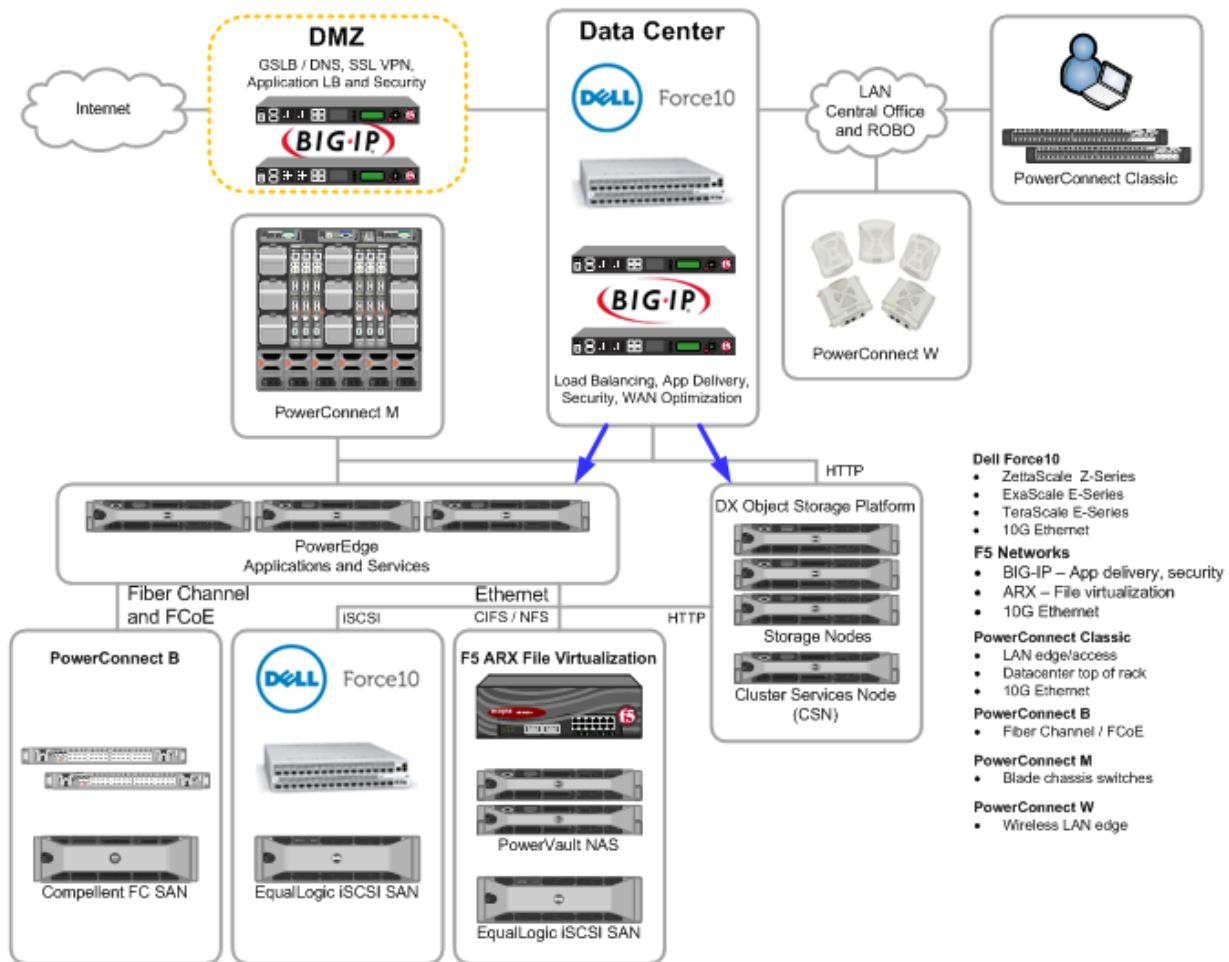 DMZ
GSLB / DNS, SSL VPN,
Application LB and Security
BIG·IP
Internet
Data Center
DELL Force10
f5
BIG·IP
f5
Load Balancing, App Delivery,
Security, WAN Optimization
LAN
Central Office
and ROBO
PowerConnect Classic
PowerConnect W
PowerConnect M
HTTP
PowerEdge
Applications and Services
DX Object Storage Platform
Storage Nodes
Cluster Services Node
(CSN)
Fiber Channel
and FCoE
Ethernet
iSCSI
CIFS / NFS
HTTP
PowerConnect B
Compellent FC SAN
DELL Force10
EqualLogic iSCSI SAN
F5 ARX File Virtualization
f5
PowerVault NAS
EqualLogic iSCSI SAN
Dell Force10
• ZettaScale Z-Series
• ExaScale E-Series
• TeraScale E-Series
• 10G Ethernet
F5 Networks
• BIG-IP – App delivery, security
• ARX – File virtualization
• 10G Ethernet
PowerConnect Classic
• LAN edge/access
• Datacenter top of rack
• 10G Ethernet
PowerConnect B
• Fiber Channel / FCoE
PowerConnect M
• Blade chassis switches
PowerConnect W
• Wireless LAN edge